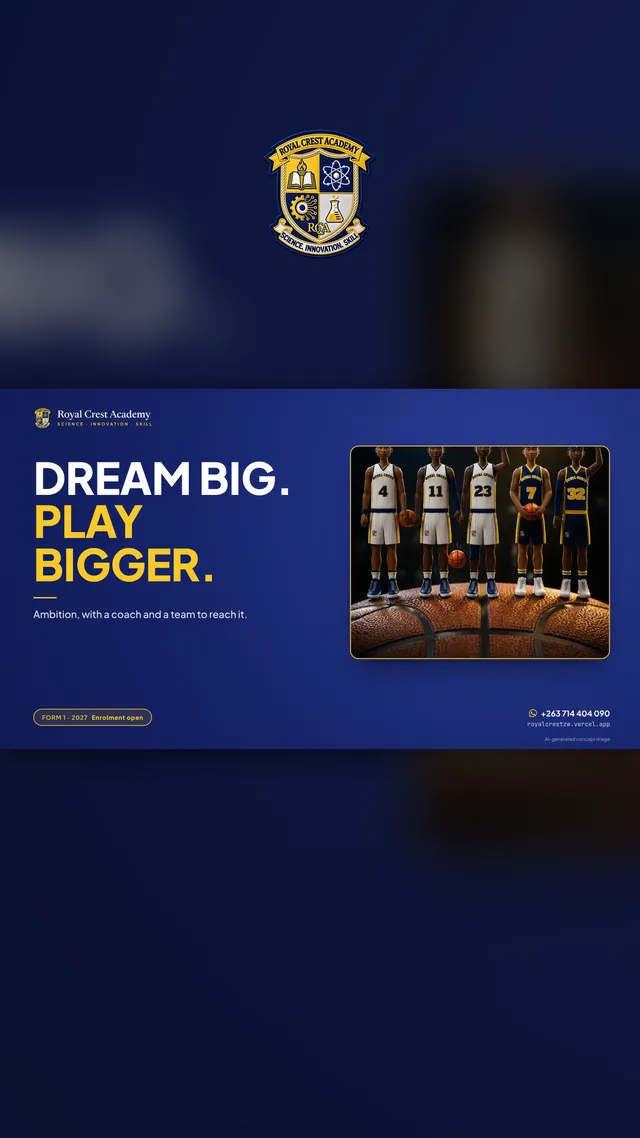 ROYAL CREST ACADEMY
RCA
SCIENCE. INNOVATION. SKILL
Royal Crest Academy
SCIENCE · INNOVATION · SKILL
DREAM BIG.
PLAY
BIGGER.
Ambition, with a coach and a team to reach it.
4
11
23
7
32
FORM 1 · 2027 Enrolment open
+263 714 404 090
royalcrestzw.vercel.app
AI-generated concept image